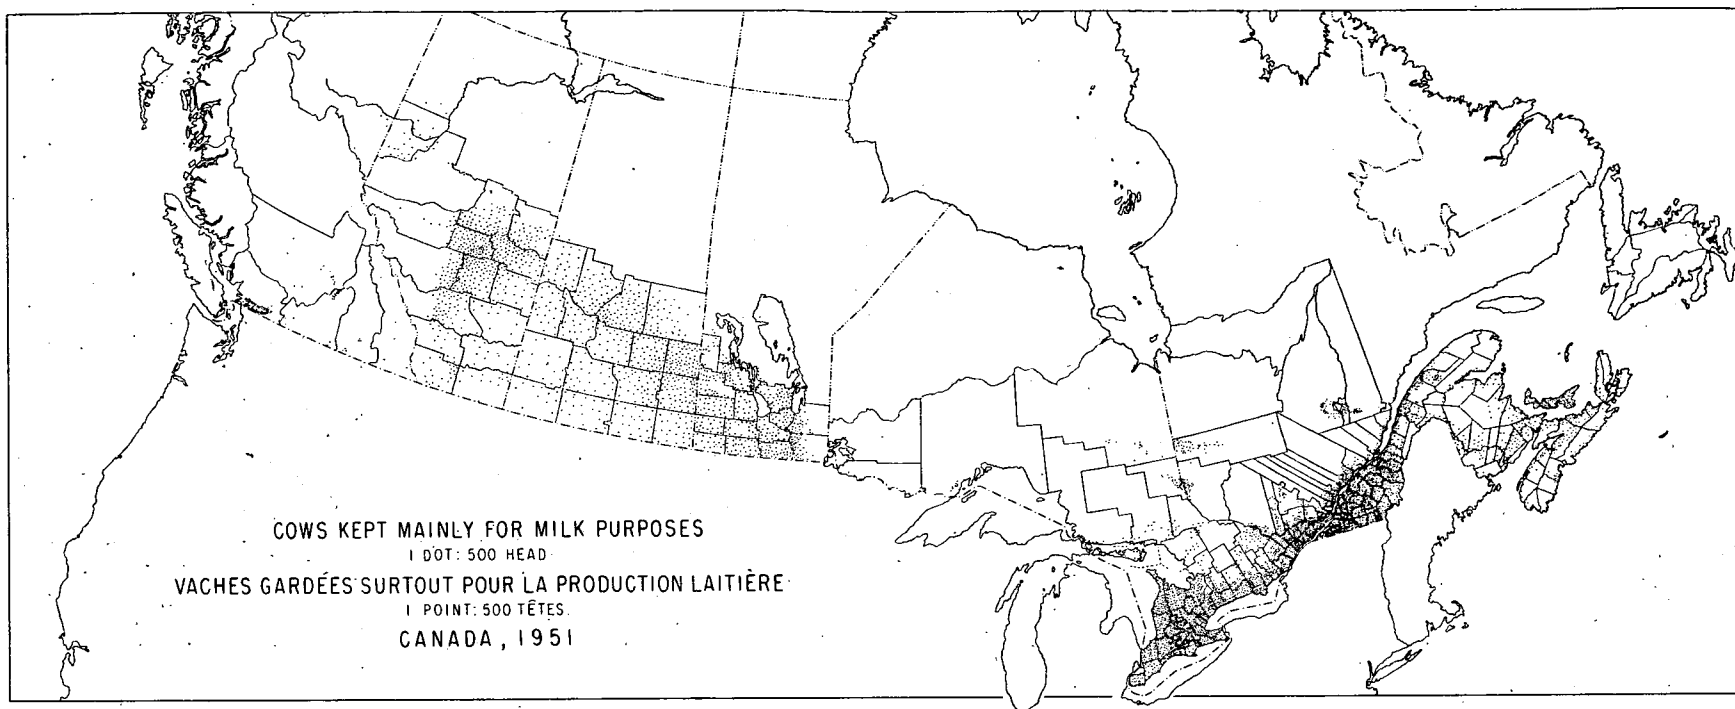 COWS KEPT MAINLY FOR MILK PURPOSES
1 DOT: 500 HEAD
VACHES GARDÉES SURTOUT POUR LA PRODUCTION LAITIÈRE
1 POINT: 500 TÊTES.
CANADA, 1951